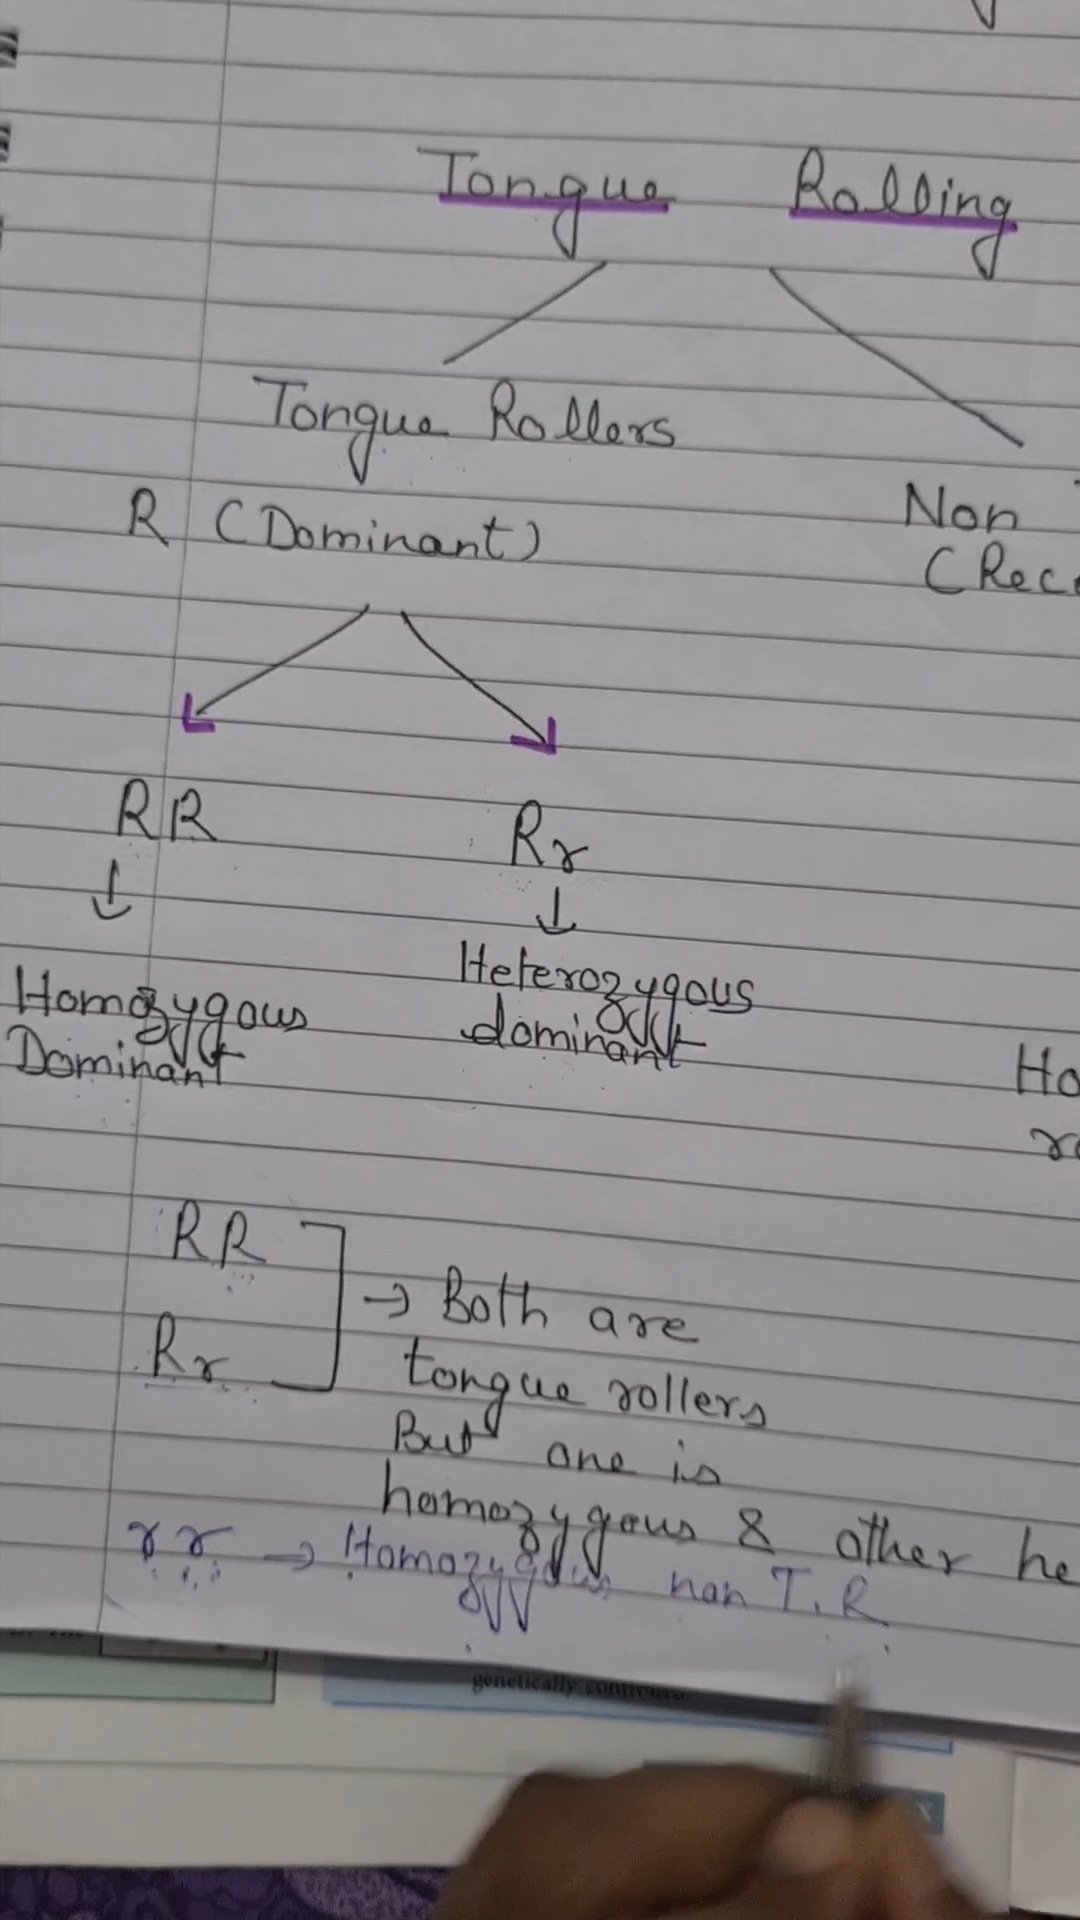 Tongue Rolling
Tongue Rollers
R (Dominant)
Non
(Rec
RR
Rr
Homozygous
Dominant
Heterozygous
dominant
Ho
RR
Rr
→ Both are
tongue rollers
But one is
homozygous & other he
rr → Homozygous non T.R
genetically
X